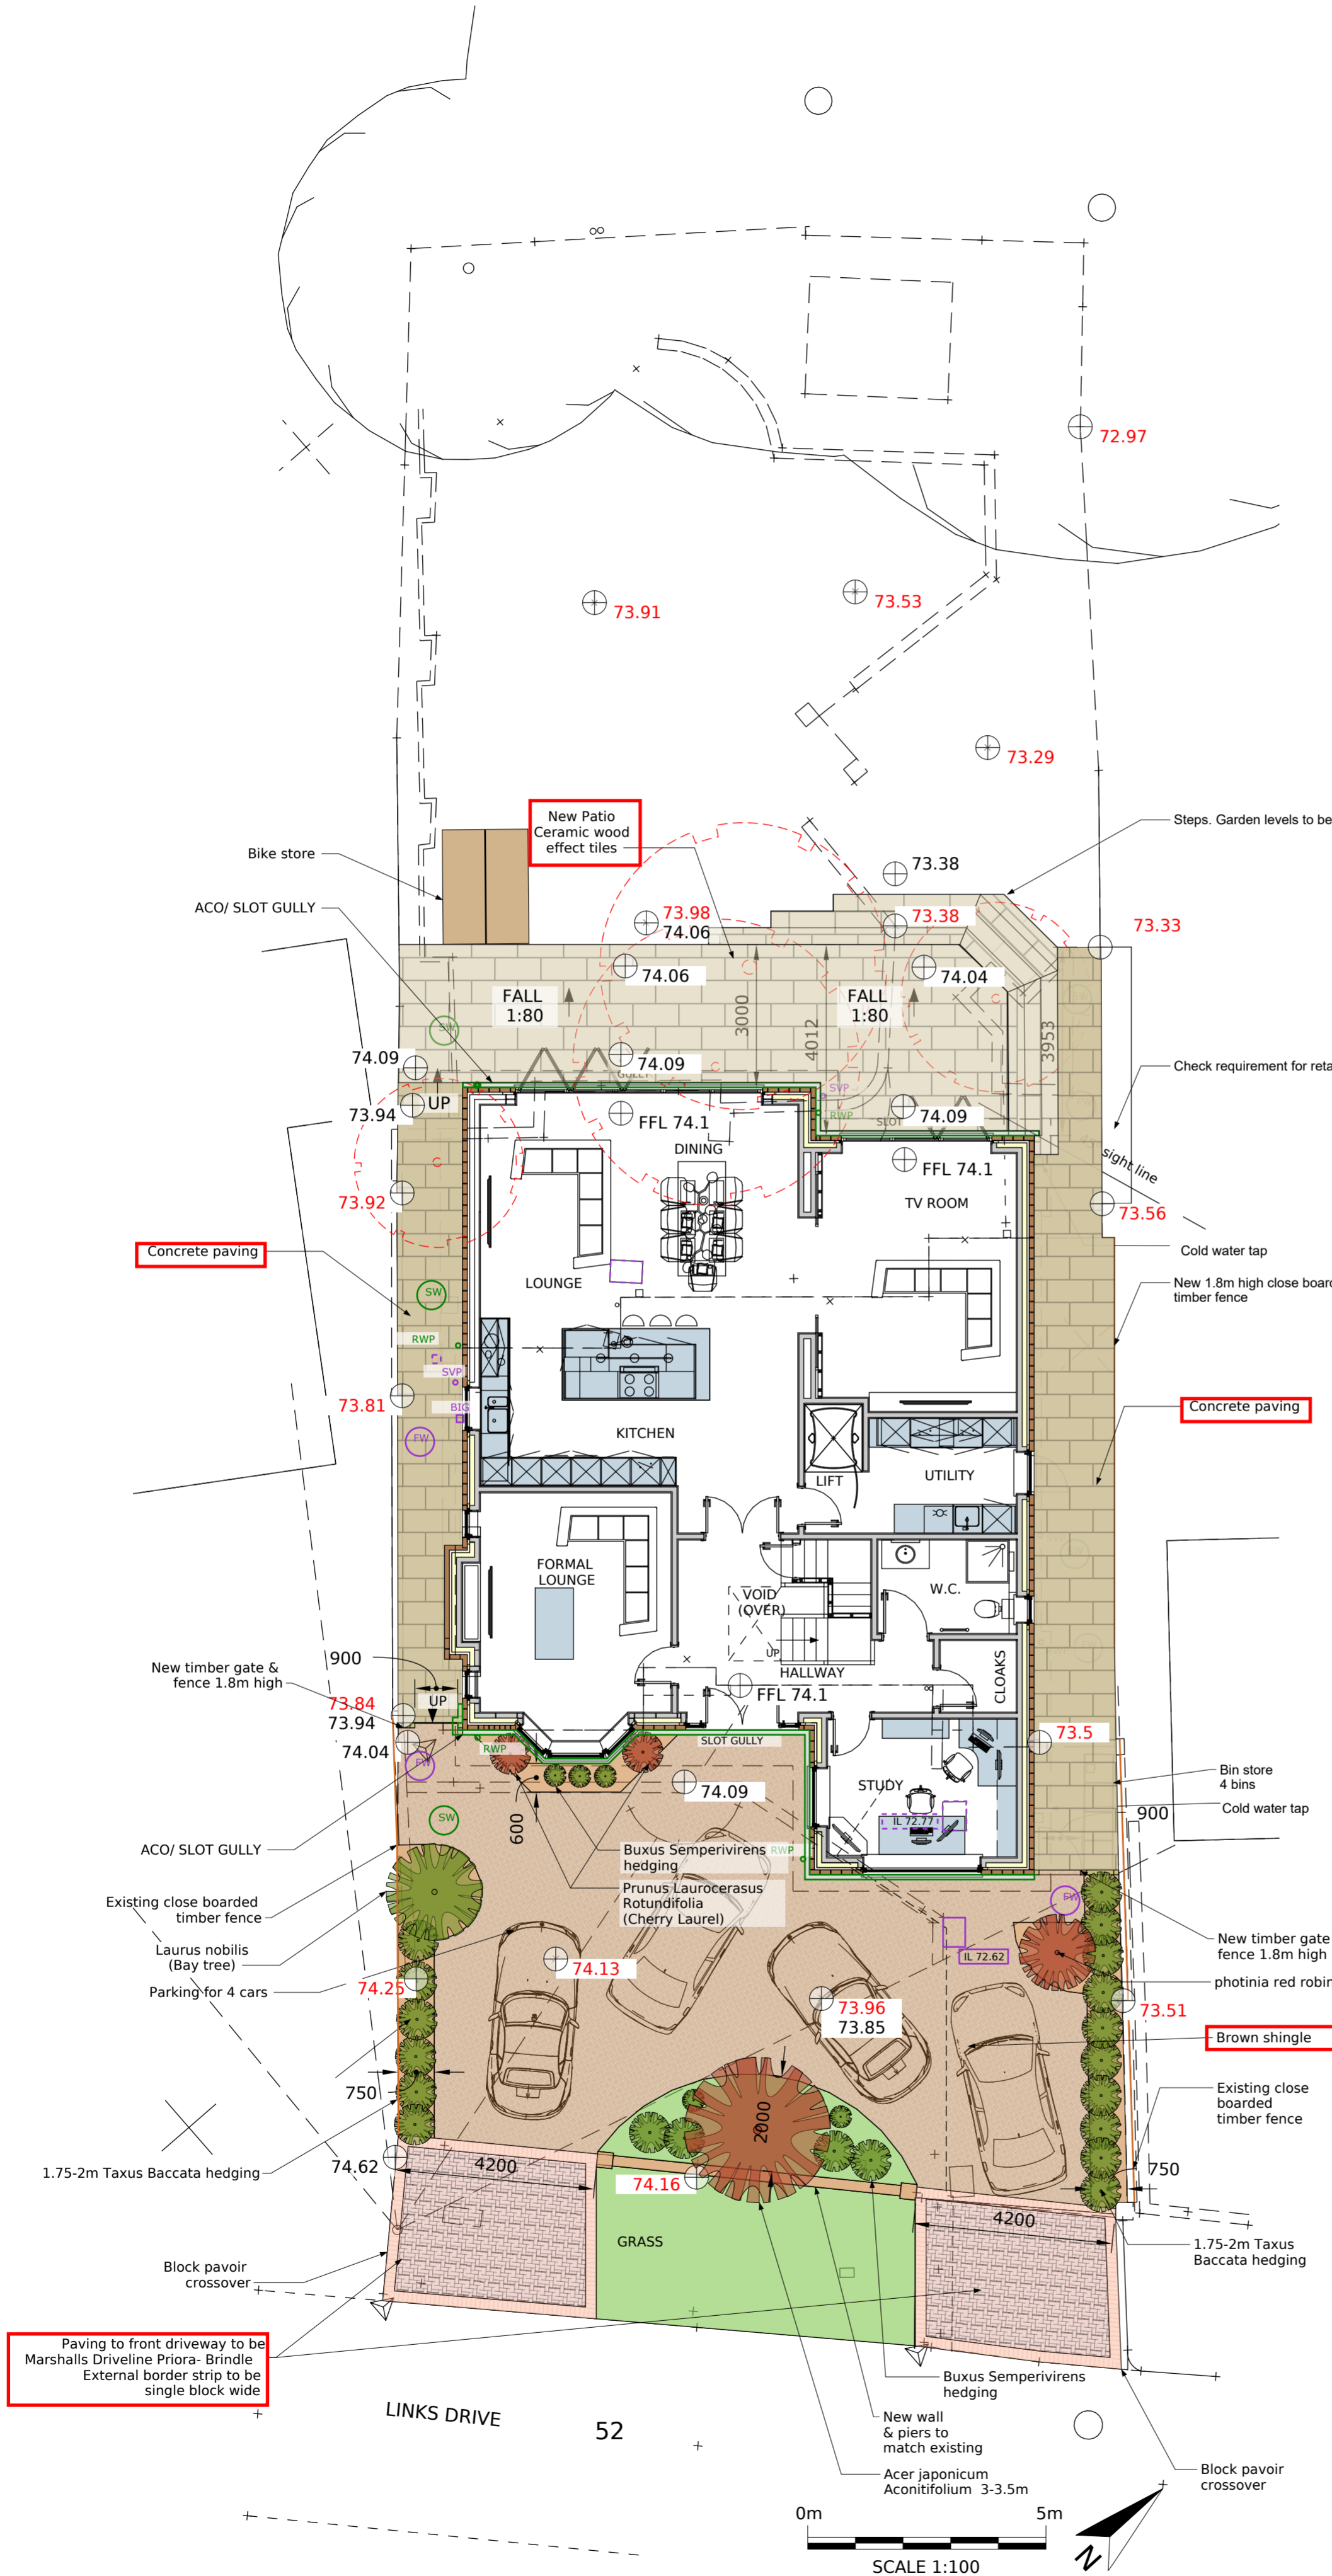 72.97
73.91
73.53
73.29
New Patio
Ceramic wood
effect tiles
Steps. Garden levels to be
Bike store
73.38
ACO/ SLOT GULLY
73.98
74.06
73.38
73.33
74.06
74.04
FALL
1:80
FALL
1:80
3000
4012
3953
SW
74.09
74.09
GULLY
Check requirement for reta
SVP
RWP
74.09
SLOT
UP
73.94
FFL 74.1
DINING
FFL 74.1
sight line
73.92
TV ROOM
73.56
Concrete paving
Cold water tap
LOUNGE
New 1.8m high close board
timber fence
SW
RWP
SVP
73.81
BIG
Concrete paving
FW
KITCHEN
LIFT
UTILITY
FORMAL
LOUNGE
W.C.
VOID
(OVER)
UP
900
New timber gate &
fence 1.8m high
HALLWAY
CLOAKS
UP
FFL 74.1
73.84
73.94
74.04
RWP
SLOT GULLY
73.5
FW
Bin store
4 bins
74.09
STUDY
Cold water tap
900
IL 72.77
SW
600
ACO/ SLOT GULLY
Buxus Semperivirens
hedging
RWP
Prunus Laurocerasus
Rotundifolia
(Cherry Laurel)
Existing close boarded
timber fence
FW
New timber gate
fence 1.8m high
Laurus nobilis
(Bay tree)
IL 72.62
74.13
74.25
Parking for 4 cars
photinia red robin
73.96
73.85
73.51
Brown shingle
750
2000
Existing close
boarded
timber fence
74.62
4200
1.75-2m Taxus Baccata hedging
74.16
750
4200
GRASS
1.75-2m Taxus
Baccata hedging
Block pavoir
crossover
Paving to front driveway to be
Marshalls Driveline Priora- Brindle
External border strip to be
single block wide
Buxus Semperivirens
hedging
LINKS DRIVE
52
New wall
& piers to
match existing
Acer japonicum
Aconitifolium 3-3.5m
Block pavoir
crossover
0m
5m
SCALE 1:100
N